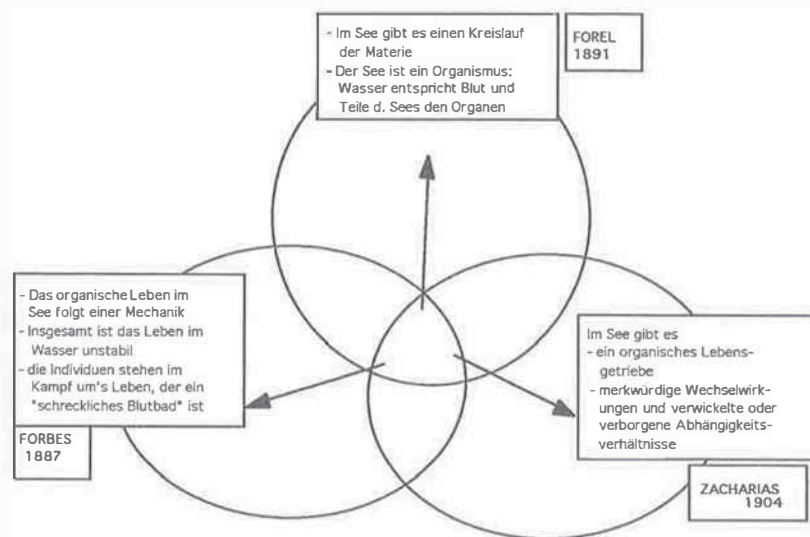 - Im See gibt es einen Kreislauf
der Materie
- Der See ist ein Organismus:
Wasser entspricht Blut und
Teile d. Sees den Organen
FOREL
1891
- Das organische Leben im
See folgt einer Mechanik
- Insgesamt ist das Leben im
Wasser unstabil
- die Individuen stehen im
Kampf um's Leben, der ein
"schreckliches Blutbad" ist
FORBES
1887
Im See gibt es
- ein organisches Lebens-
getriebe
- merkwürdige Wechselwirk-
ungen und verwickelte oder
verborgene Abhängigkeits-
verhältnisse
ZACHARIAS
1904